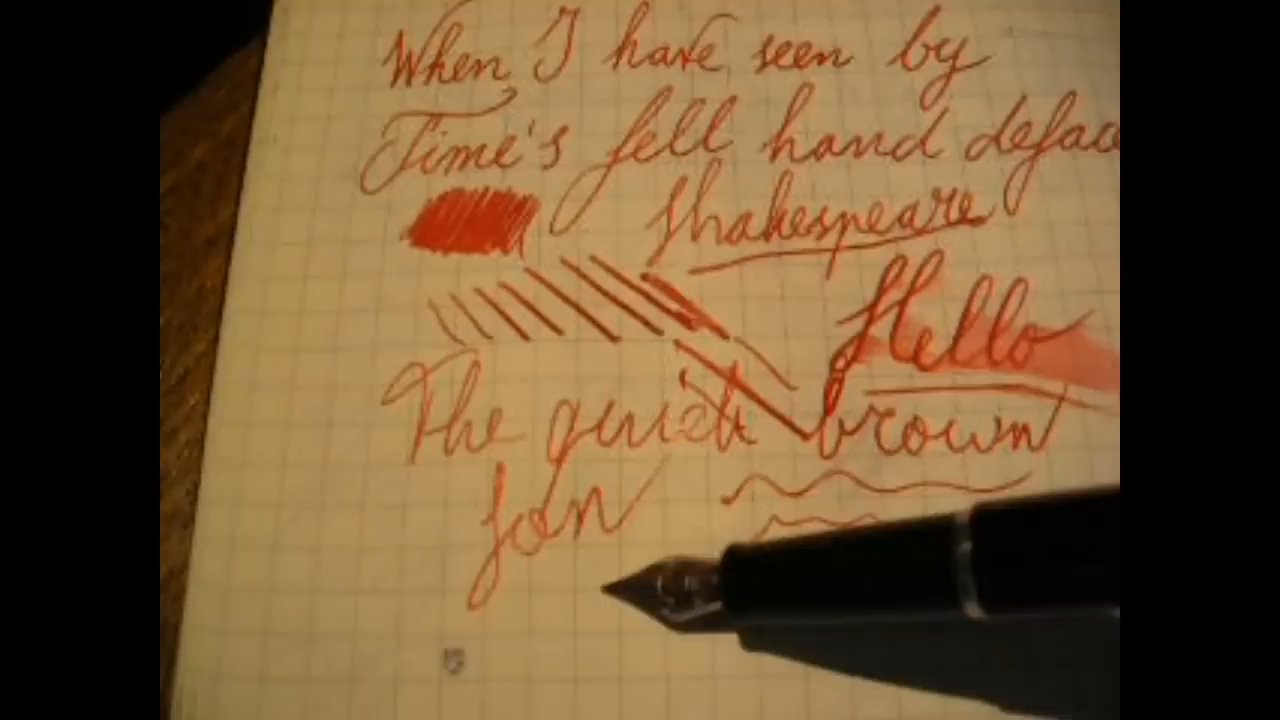 When I have seen by
Time's fell hand deface
Shakespeare
Hello
The quick brown
fox